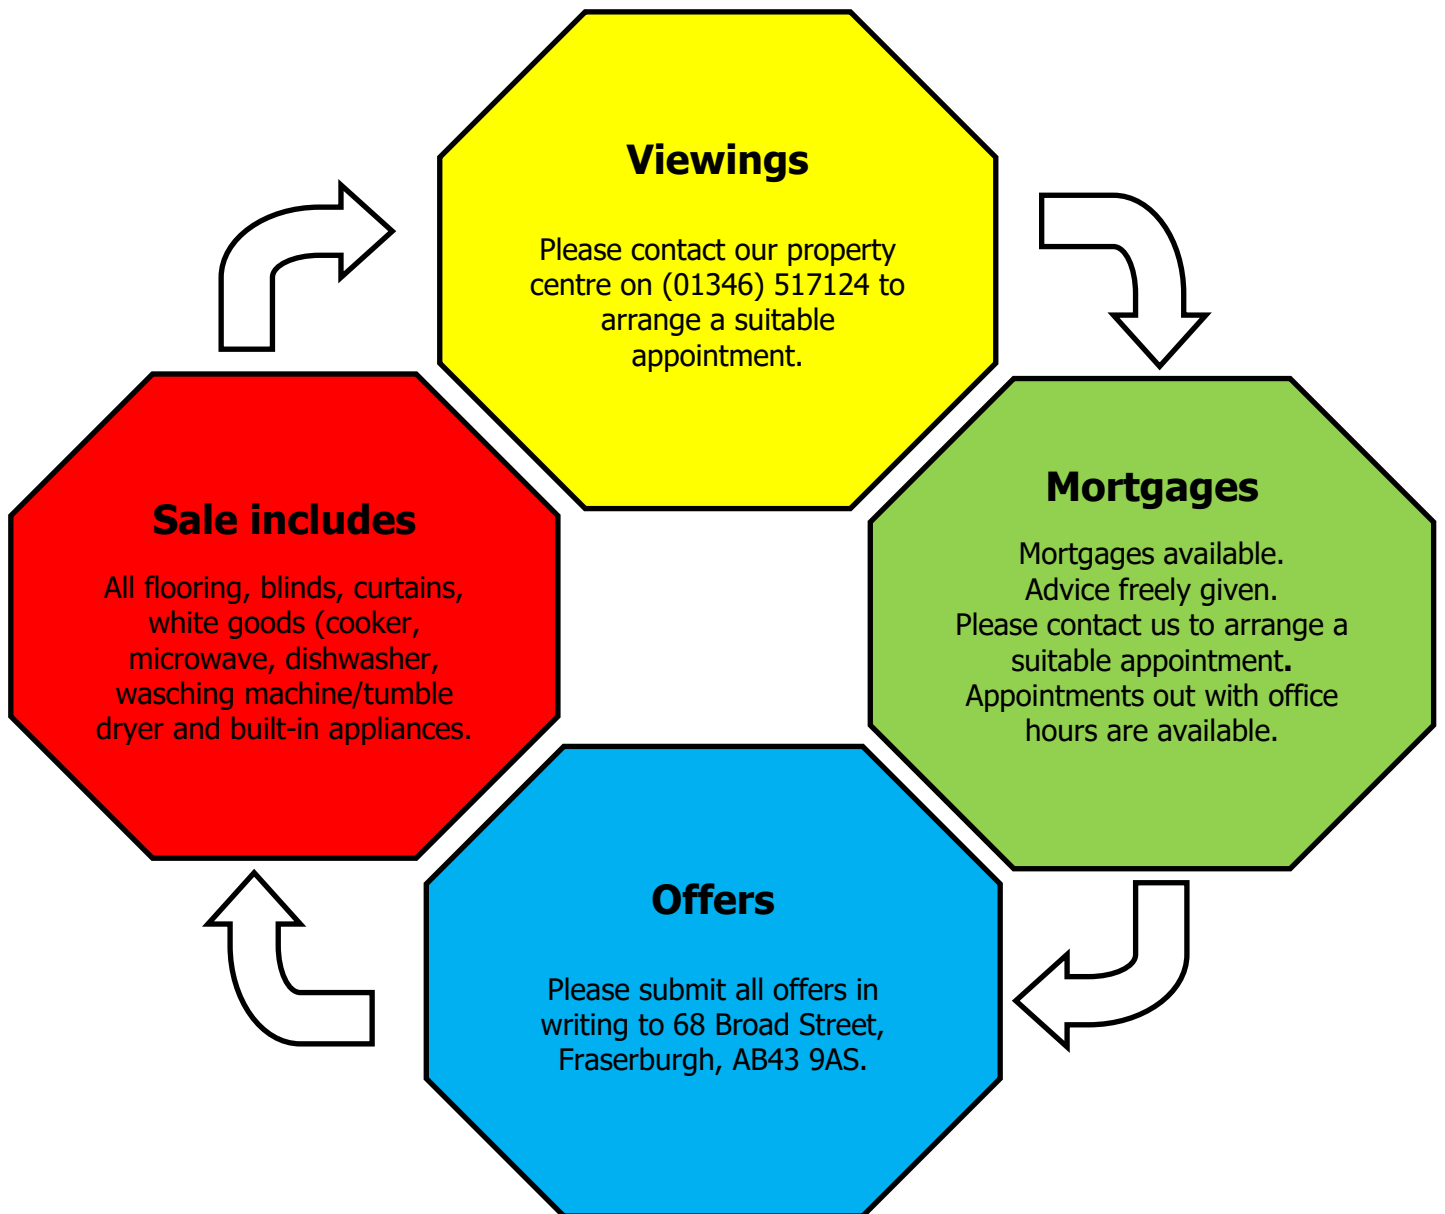 Viewings
Please contact our property
centre on (01346) 517124 to
arrange a suitable
appointment.
Mortgages
Mortgages available.
Advice freely given.
Please contact us to arrange a
suitable appointment.
Appointments out with office
hours are available.
Offers
Please submit all offers in
writing to 68 Broad Street,
Fraserburgh, AB43 9AS.
Sale includes
All flooring, blinds, curtains,
white goods (cooker,
microwave, dishwasher,
wasching machine/tumble
dryer and built-in appliances.